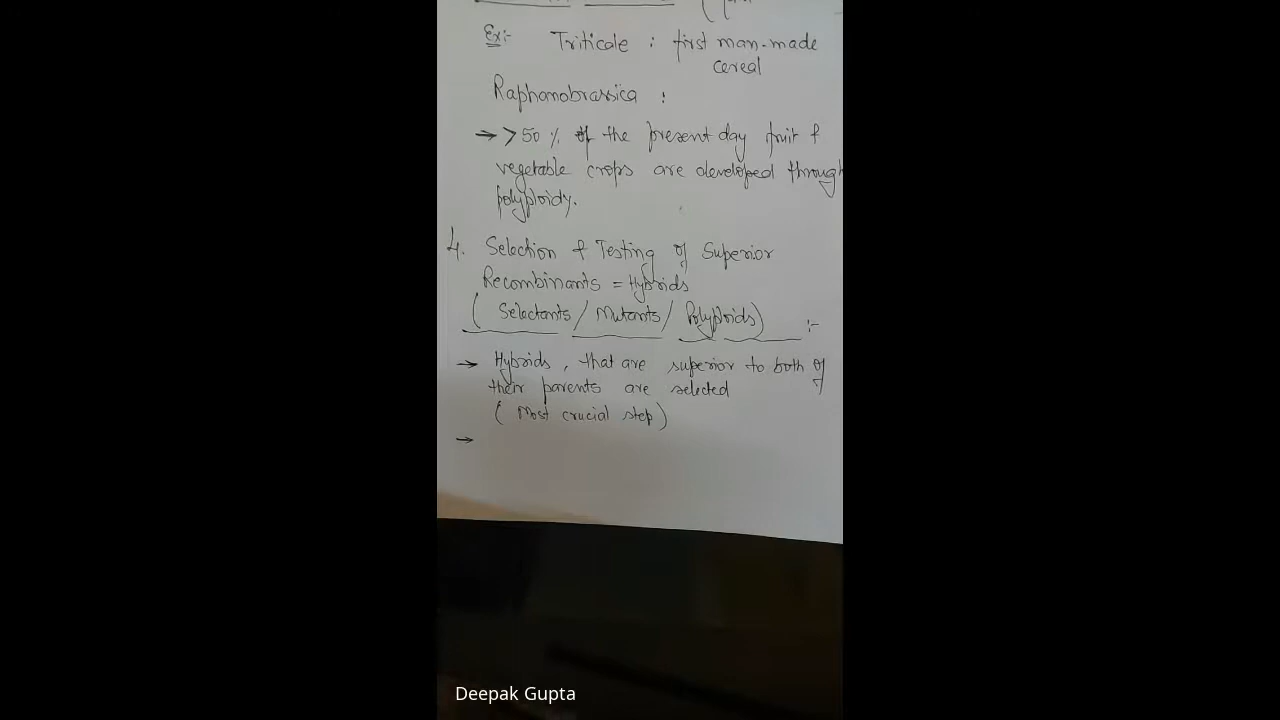 Ex:- Triticale : first man-made
cereal
Raphanobrassica :
→ > 50 % of the present day fruit &
vegetable crops are developed through
polyploidy.
4. Selection & Testing of Superior
Recombinants = Hybrids
( Selectants / Mutants / Polyploids) :-
→ Hybrids, that are superior to both of
their parents are selected
( Most crucial step )
→
Deepak Gupta